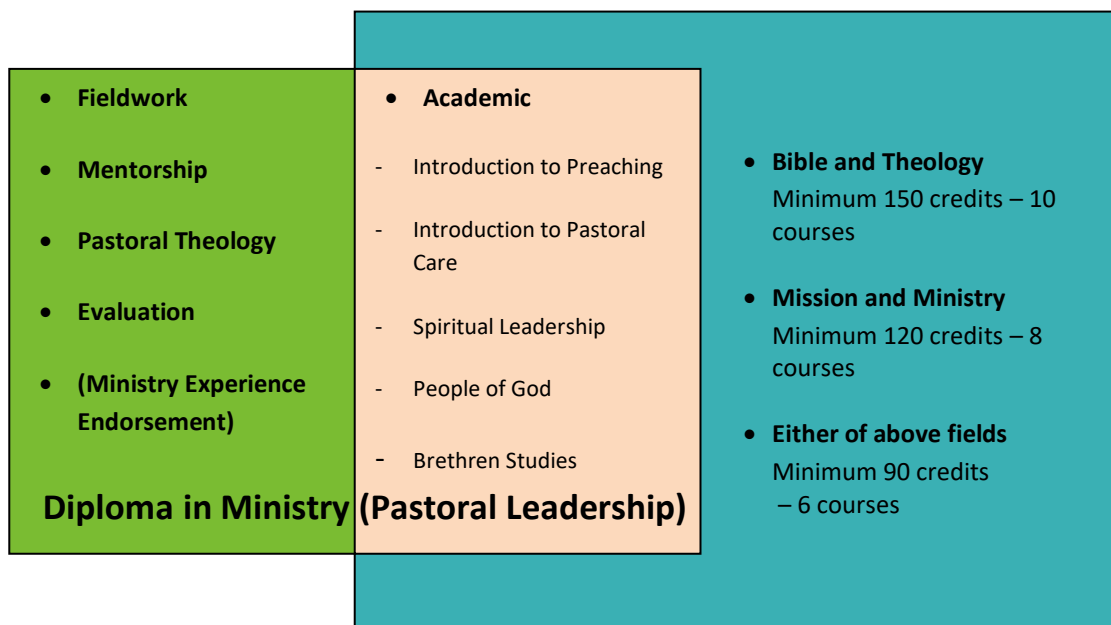 • Fieldwork
• Mentorship
• Pastoral Theology
• Evaluation
• (Ministry Experience
Endorsement)
• Academic
- Introduction to Preaching
- Introduction to Pastoral
Care
- Spiritual Leadership
- People of God
- Brethren Studies
Diploma in Ministry (Pastoral Leadership)
• Bible and Theology
Minimum 150 credits – 10
courses
• Mission and Ministry
Minimum 120 credits – 8
courses
• Either of above fields
Minimum 90 credits
– 6 courses